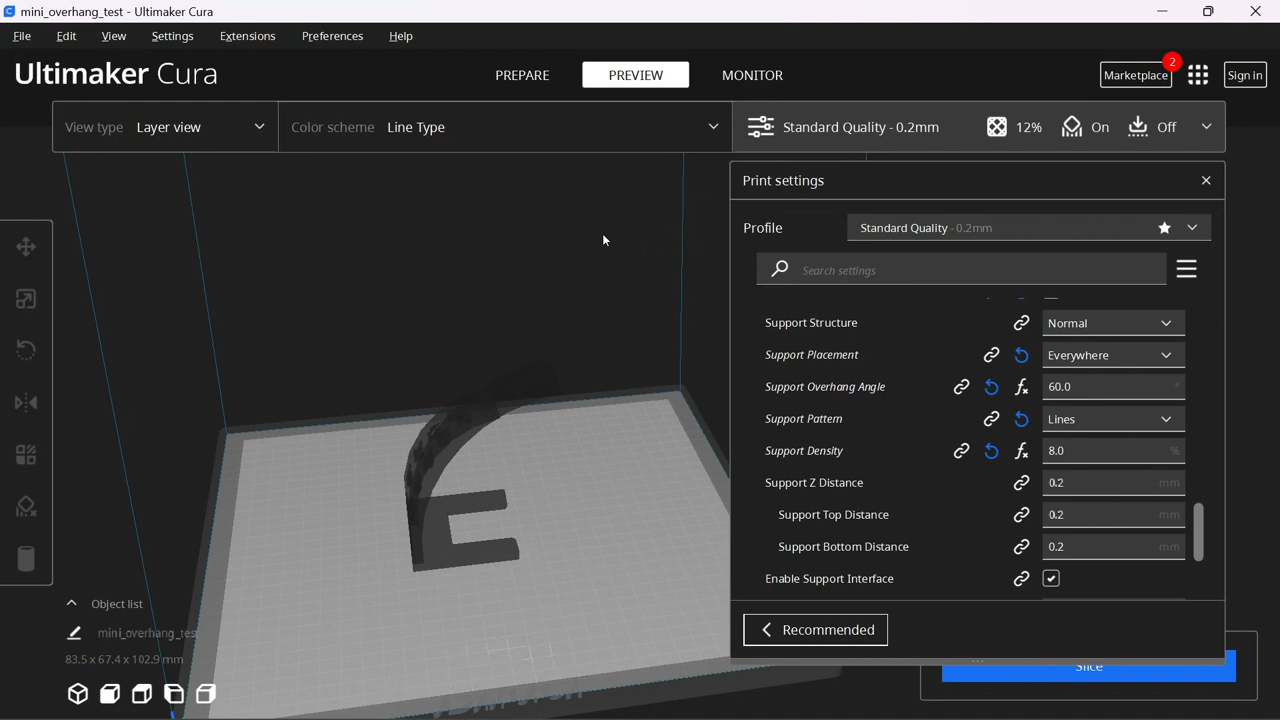 mini_overhang_test - Ultimaker Cura
File Edit View Settings Extensions Preferences Help
Ultimaker Cura
PREPARE PREVIEW MONITOR
Marketplace 2 Sign in
View type Layer view Color scheme Line Type Standard Quality - 0.2mm 12% On Off
Print settings
Profile Standard Quality - 0.2mm
Search settings
Support Structure Normal
Support Placement Everywhere
Support Overhang Angle 60.0 °
Support Pattern Lines
Support Density 8.0 %
Support Z Distance 0.2 mm
Support Top Distance 0.2 mm
Support Bottom Distance 0.2 mm
Enable Support Interface
Object list
mini_overhang_test
83.5 x 67.4 x 102.9 mm
Recommended
Slice